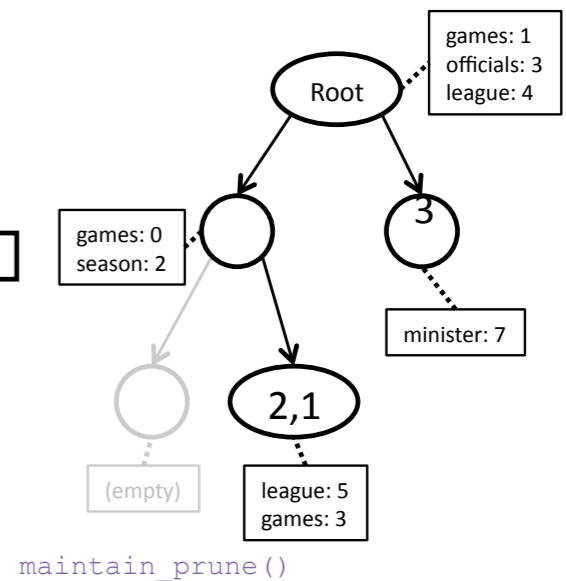 games: 1
officials: 3
league: 4
Root
games: 0
season: 2
3
minister: 7
2,1
(empty)
league: 5
games: 3
maintain_prune()